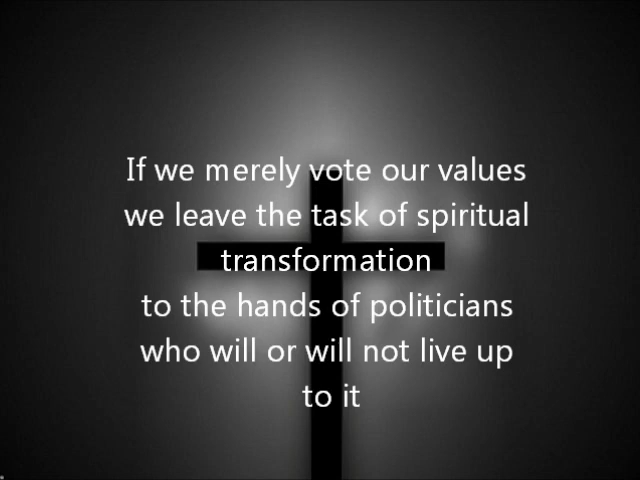 If we merely vote our values
we leave the task of spiritual
transformation
to the hands of politicians
who will or will not live up
to it